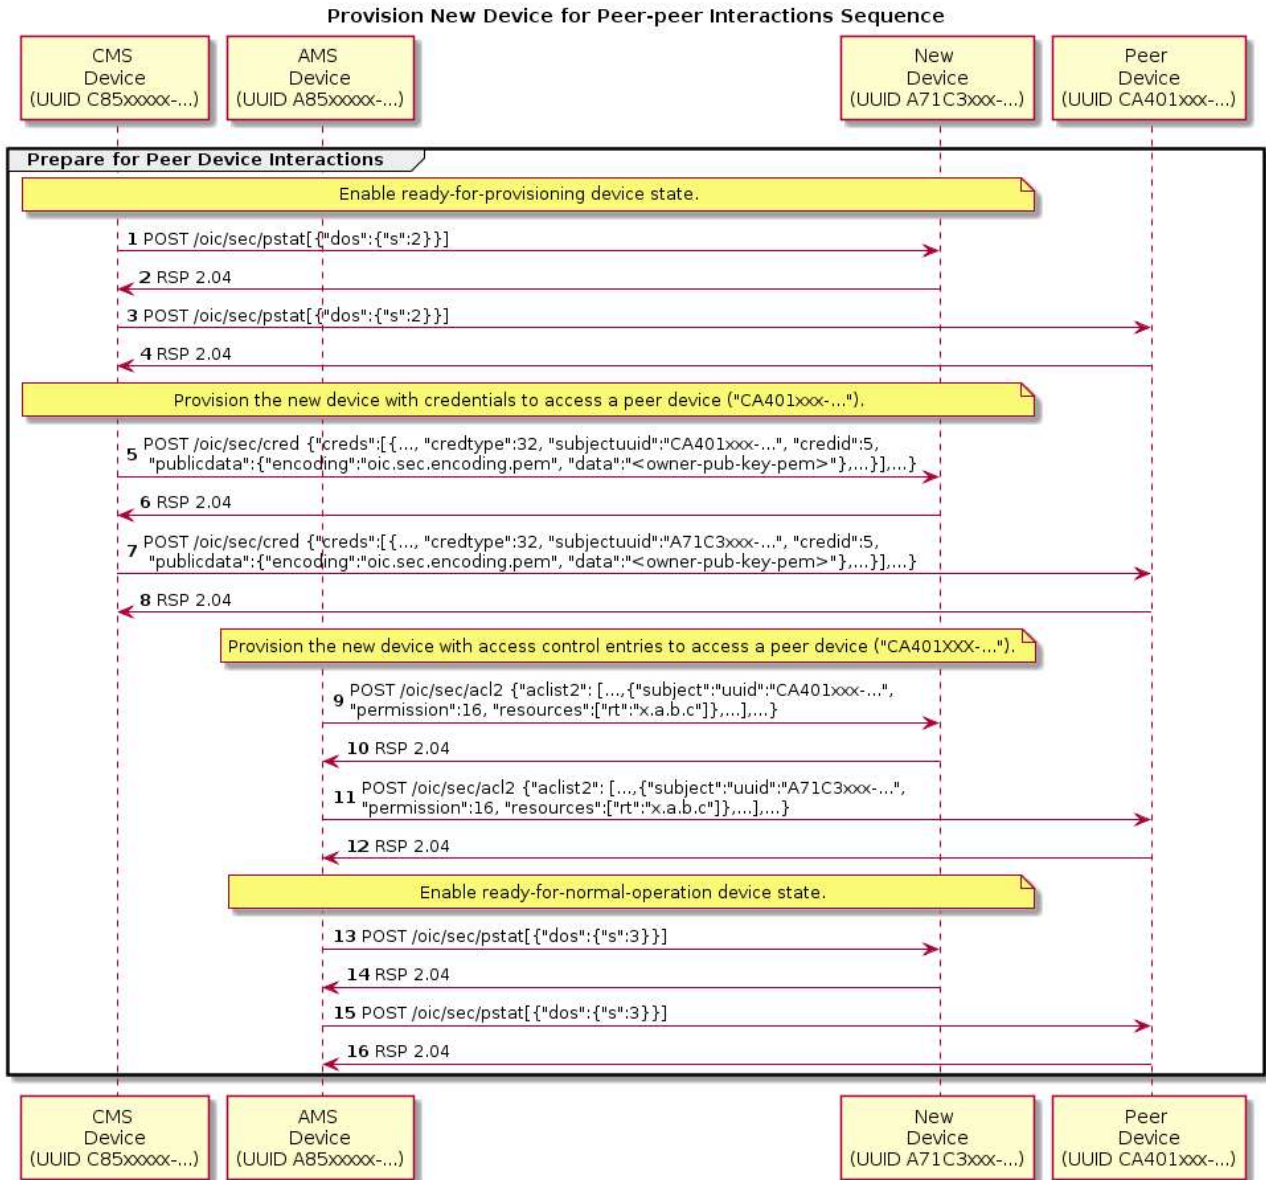 Provision New Device for Peer-peer Interactions Sequence
CMS
Device
(UUID C85xxxxx-...)
AMS
Device
(UUID A85xxxxx-...)
New
Device
(UUID A71C3xxx-...)
Peer
Device
(UUID CA401xxx-...)
Prepare for Peer Device Interactions
Enable ready-for-provisioning device state.
1 POST /oic/sec/pstat[{"dos":{"s":2}}]
2 RSP 2.04
3 POST /oic/sec/pstat[{"dos":{"s":2}}]
4 RSP 2.04
Provision the new device with credentials to access a peer device ("CA401xxx-...").
5 POST /oic/sec/cred {"creds":[{..., "credtype":32, "subjectuuid":"CA401xxx-...", "credid":5,
"publicdata":{"encoding":"oic.sec.encoding.pem", "data":"<owner-pub-key-pem>"},...}],...}
6 RSP 2.04
7 POST /oic/sec/cred {"creds":[{..., "credtype":32, "subjectuuid":"A71C3xxx-...", "credid":5,
"publicdata":{"encoding":"oic.sec.encoding.pem", "data":"<owner-pub-key-pem>"},...}],...}
8 RSP 2.04
Provision the new device with access control entries to access a peer device ("CA401XXX-...").
9 POST /oic/sec/acl2 {"aclist2": [...,{"subject":"uuid":"CA401xxx-...",
"permission":16, "resources":["rt":"x.a.b.c"]},...],...}
10 RSP 2.04
11 POST /oic/sec/acl2 {"aclist2": [...,{"subject":"uuid":"A71C3xxx-...",
"permission":16, "resources":["rt":"x.a.b.c"]},...],...}
12 RSP 2.04
Enable ready-for-normal-operation device state.
13 POST /oic/sec/pstat[{"dos":{"s":3}}]
14 RSP 2.04
15 POST /oic/sec/pstat[{"dos":{"s":3}}]
16 RSP 2.04
CMS
Device
(UUID C85xxxxx-...)
AMS
Device
(UUID A85xxxxx-...)
New
Device
(UUID A71C3xxx-...)
Peer
Device
(UUID CA401xxx-...)